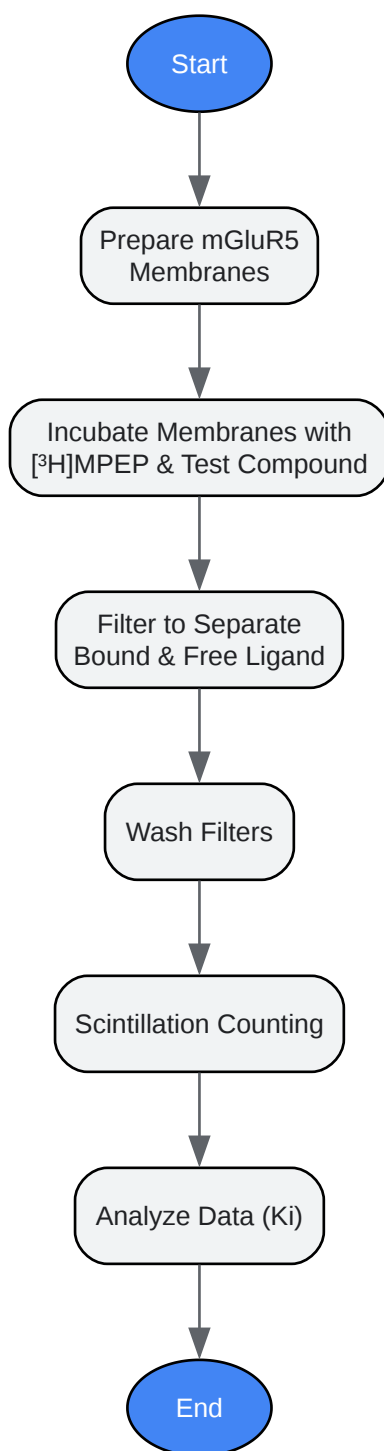 Start
Prepare mGluR5
Membranes
Incubate Membranes with
[³H]MPEP & Test Compound
Filter to Separate
Bound & Free Ligand
Wash Filters
Scintillation Counting
Analyze Data (Ki)
End